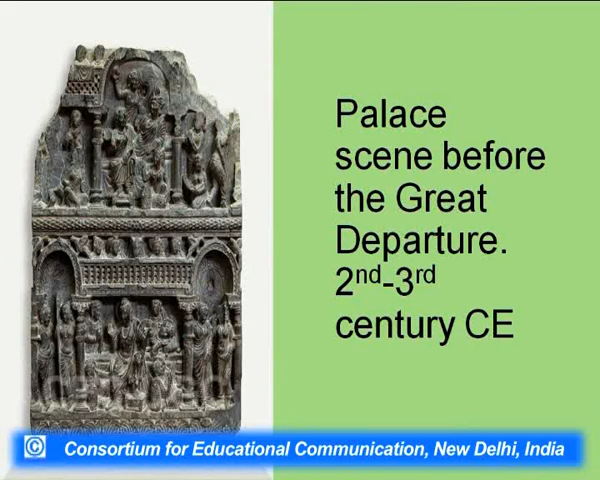 Palace
scene before
the Great
Departure.
2nd-3rd
century CE
© Consortium for Educational Communication, New Delhi, India